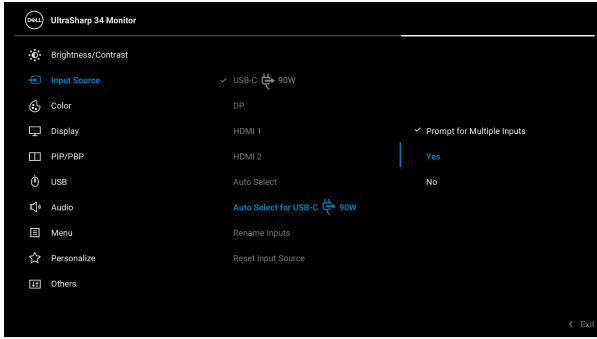 DELL UltraSharp 34 Monitor
Brightness/Contrast
Input Source
Color
Display
PIP/PBP
USB
Audio
Menu
Personalize
Others
USB-C 90W
DP
HDMI 1
HDMI 2
Auto Select
Auto Select for USB-C 90W
Rename Inputs
Reset Input Source
Prompt for Multiple Inputs
Yes
No
Exit